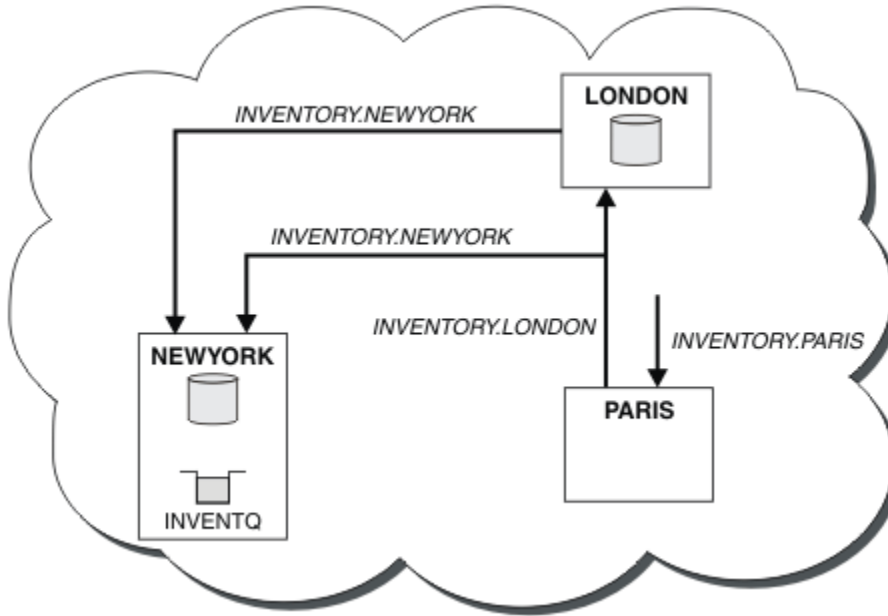 LONDON
INVENTORY.NEWYORK
INVENTORY.NEWYORK
INVENTORY.LONDON
INVENTORY.PARIS
NEWYORK
PARIS
INVENTQ